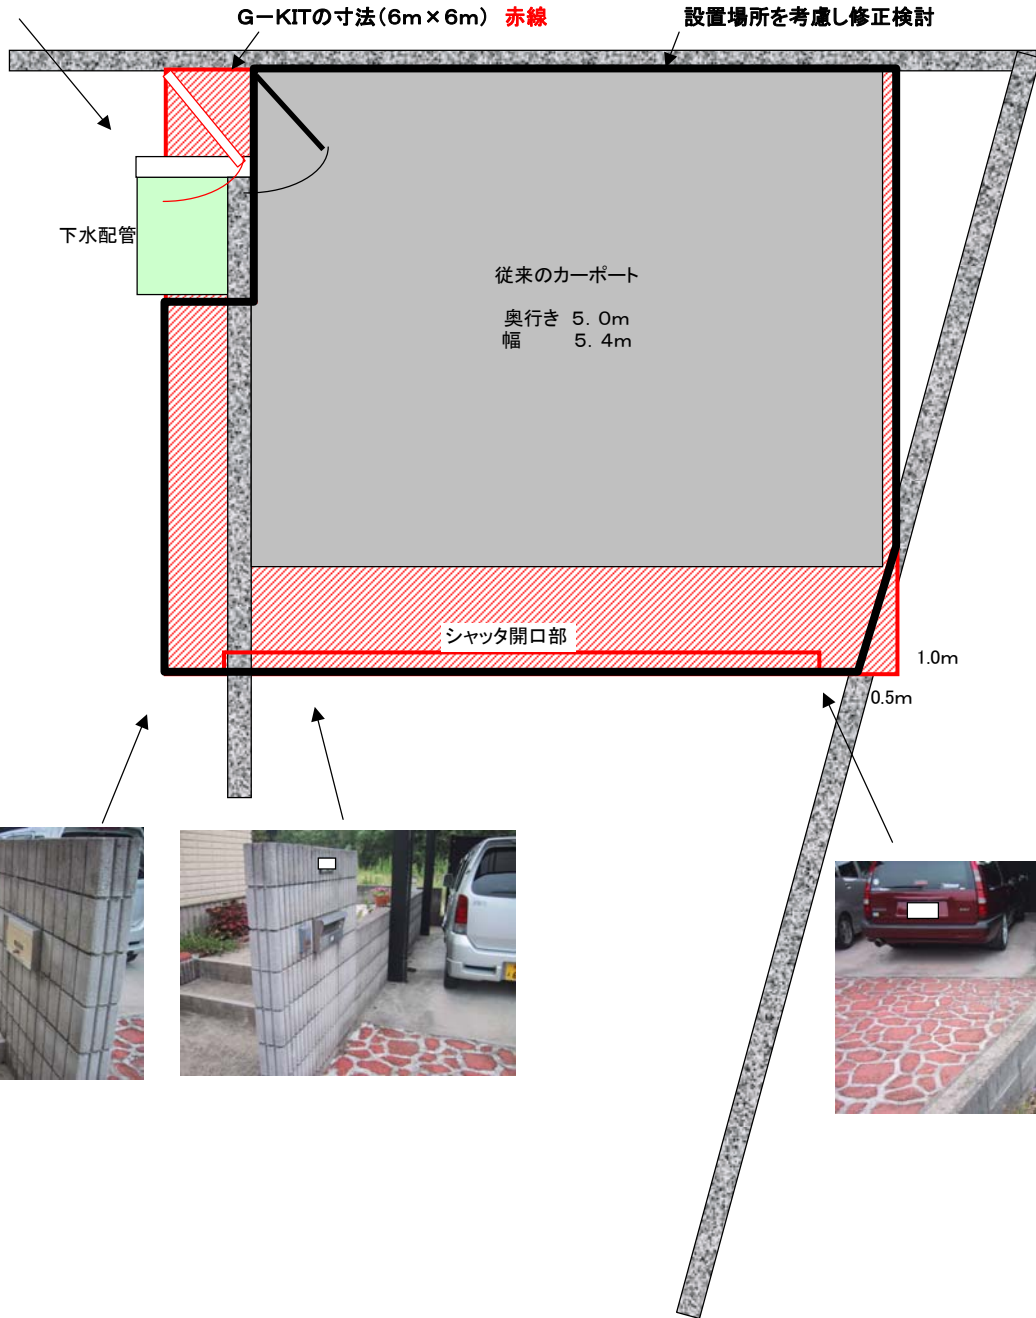 G－KITの寸法（6m×6m） 赤線
設置場所を考慮し修正検討
下水配管
従来のカーポート
奥行き ５．０ｍ
幅 ５．４ｍ
シャッタ開口部
1.0m
0.5m